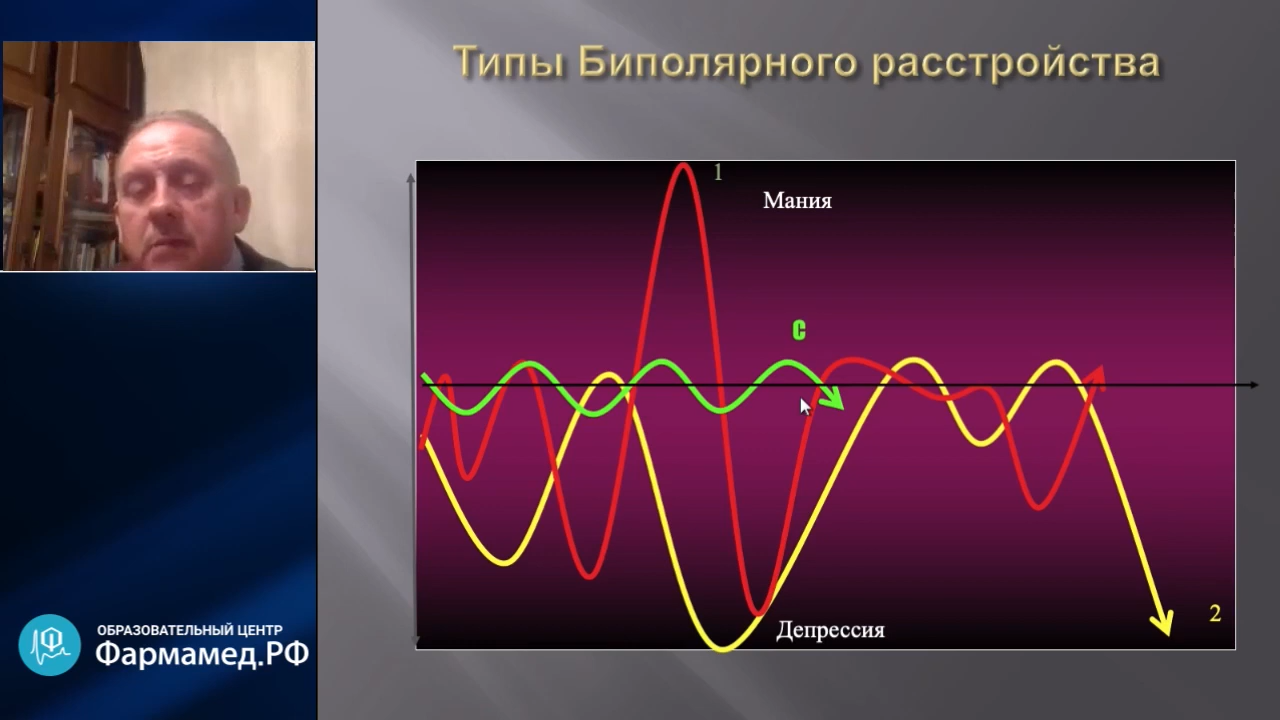 Типы Биполярного расстройства
1
Мания
C
Депрессия
2
ОБРАЗОВАТЕЛЬНЫЙ ЦЕНТР
Фармамед.РФ